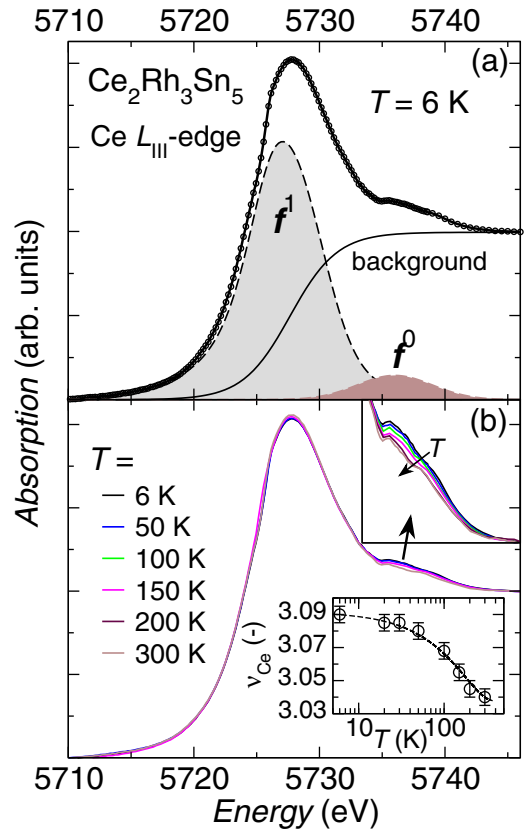 5710 5720 5730 5740
(a)
Ce2Rh3Sn5
T = 6 K
Ce LIII-edge
f1
background
f0
Absorption (arb. units)
(b)
T =
6 K
50 K
100 K
150 K
200 K
300 K
T
3.09
3.07
3.05
3.03
νCe (-)
10 100
T (K)
5710 5720 5730 5740
Energy (eV)